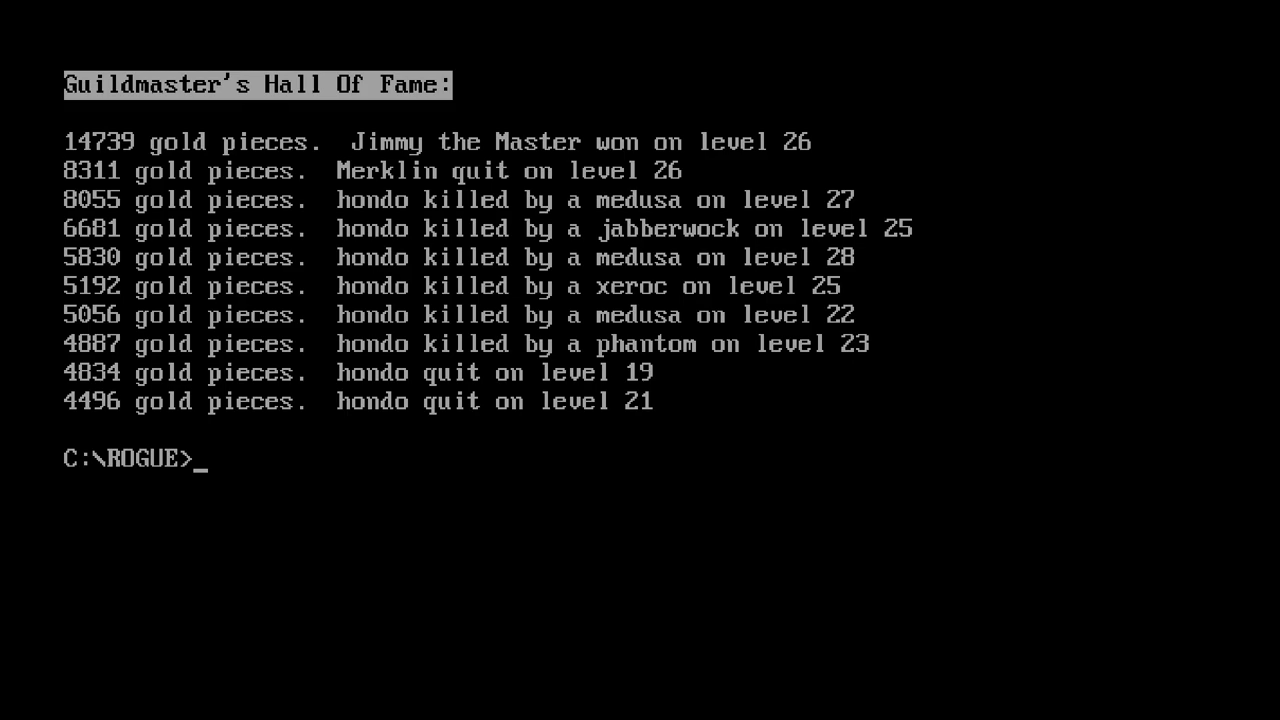 Guildmaster's Hall Of Fame:
14739 gold pieces.  Jimmy the Master won on level 26
8311 gold pieces.  Merklin quit on level 26
8055 gold pieces.  hondo killed by a medusa on level 27
6681 gold pieces.  hondo killed by a jabberwock on level 25
5830 gold pieces.  hondo killed by a medusa on level 28
5192 gold pieces.  hondo killed by a xeroc on level 25
5056 gold pieces.  hondo killed by a medusa on level 22
4887 gold pieces.  hondo killed by a phantom on level 23
4834 gold pieces.  hondo quit on level 19
4496 gold pieces.  hondo quit on level 21
C:\ROGUE>_